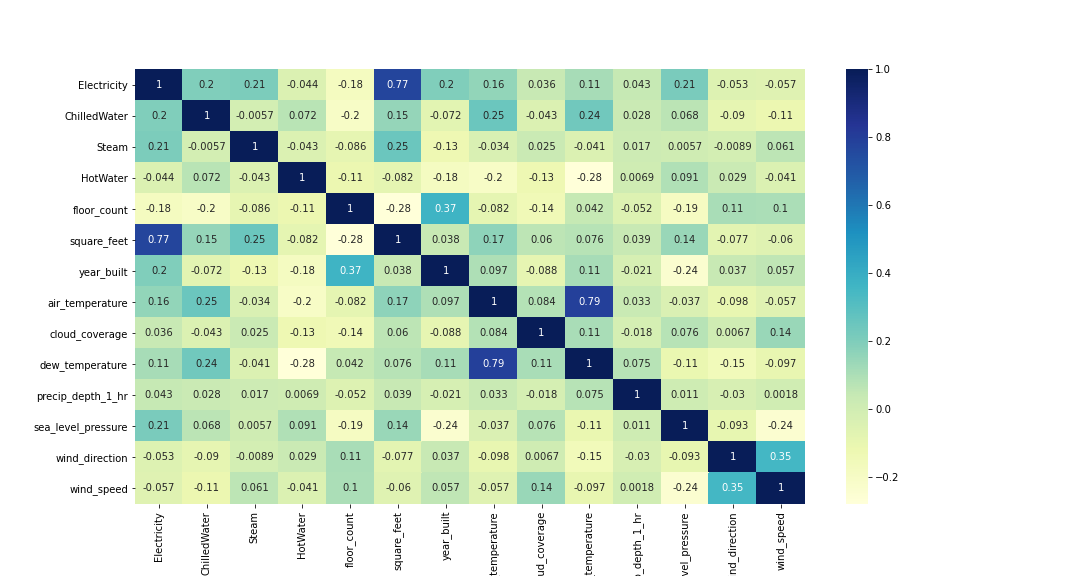 Electricity 1 0.2 0.21 -0.044 -0.18 0.77 0.2 0.16 0.036 0.11 0.043 0.21 -0.053 -0.057
ChilledWater 0.2 1 -0.0057 0.072 -0.2 0.15 -0.072 0.25 -0.043 0.24 0.028 0.068 -0.09 -0.11
Steam 0.21 -0.0057 1 -0.043 -0.086 0.25 -0.13 -0.034 0.025 -0.041 0.017 0.0057 -0.0089 0.061
HotWater -0.044 0.072 -0.043 1 -0.11 -0.082 -0.18 -0.2 -0.13 -0.28 0.0069 0.091 0.029 -0.041
floor_count -0.18 -0.2 -0.086 -0.11 1 -0.28 0.37 -0.082 -0.14 0.042 -0.052 -0.19 0.11 0.1
square_feet 0.77 0.15 0.25 -0.082 -0.28 1 0.038 0.17 0.06 0.076 0.039 0.14 -0.077 -0.06
year_built 0.2 -0.072 -0.13 -0.18 0.37 0.038 1 0.097 -0.088 0.11 -0.021 -0.24 0.037 0.057
air_temperature 0.16 0.25 -0.034 -0.2 -0.082 0.17 0.097 1 0.084 0.79 0.033 -0.037 -0.098 -0.057
cloud_coverage 0.036 -0.043 0.025 -0.13 -0.14 0.06 -0.088 0.084 1 0.11 -0.018 0.076 0.0067 0.14
dew_temperature 0.11 0.24 -0.041 -0.28 0.042 0.076 0.11 0.79 0.11 1 0.075 -0.11 -0.15 -0.097
precip_depth_1_hr 0.043 0.028 0.017 0.0069 -0.052 0.039 -0.021 0.033 -0.018 0.075 1 0.011 -0.03 0.0018
sea_level_pressure 0.21 0.068 0.0057 0.091 -0.19 0.14 -0.24 -0.037 0.076 -0.11 0.011 1 -0.093 -0.24
wind_direction -0.053 -0.09 -0.0089 0.029 0.11 -0.077 0.037 -0.098 0.0067 -0.15 -0.03 -0.093 1 0.35
wind_speed -0.057 -0.11 0.061 -0.041 0.1 -0.06 0.057 -0.057 0.14 -0.097 0.0018 -0.24 0.35 1
Electricity
ChilledWater
Steam
HotWater
floor_count
square_feet
year_built
temperature
ud_coverage
temperature
_depth_1_hr
vel_pressure
nd_direction
wind_speed
1.0
0.8
0.6
0.4
0.2
0.0
−0.2